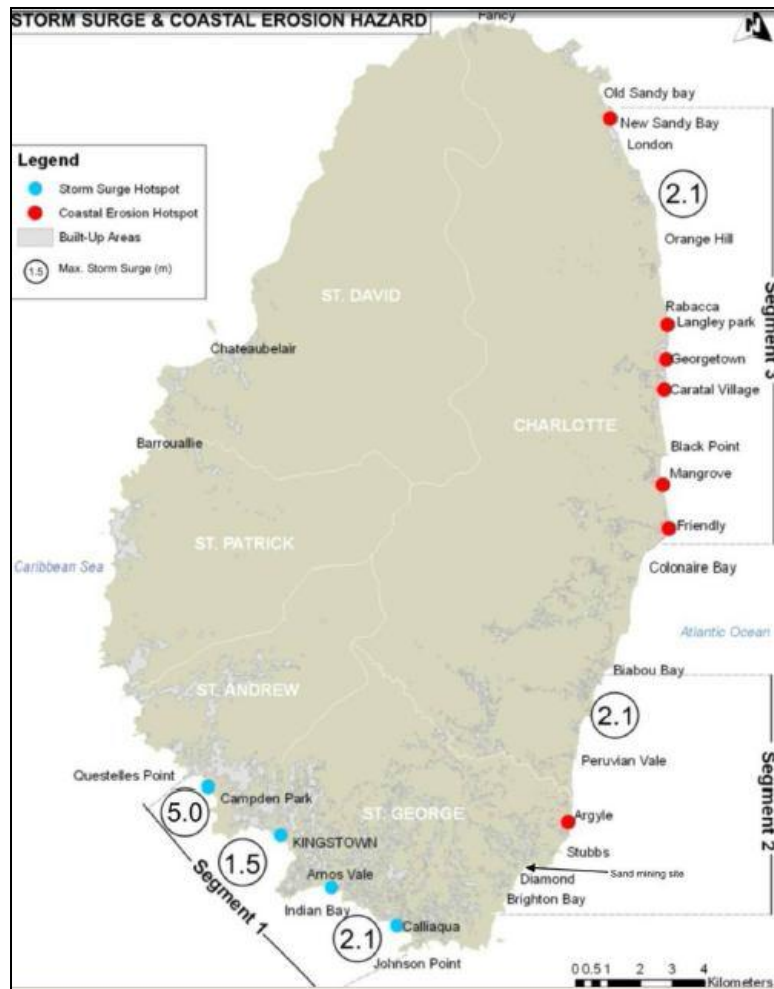 STORM SURGE & COASTAL EROSION HAZARD
Fancy
N
Old Sandy bay
New Sandy Bay
London
Legend
Storm Surge Hotspot
Coastal Erosion Hotspot
Built-Up Areas
1.5 Max. Storm Surge (m)
2.1
Orange Hill
ST. DAVID
Segment 3
Rabacca
Langley park
Chateaubelair
Georgetown
Caratal Village
CHARLOTTE
Barrouallie
Black Point
Mangrove
Friendly
ST. PATRICK
Caribbean Sea
Colonaire Bay
Atlantic Ocean
Biabou Bay
ST. ANDREW
2.1
Peruvian Vale
Segment 2
Questelles Point
Campden Park
5.0
ST. GEORGE
Argyle
KINGSTOWN
Stubbs
1.5
Segment 1
Arnos Vale
Sand mining site
Diamond
Indian Bay
Brighton Bay
Calliaqua
2.1
Johnson Point
0 0.5 1 2 3 4
Kilometers